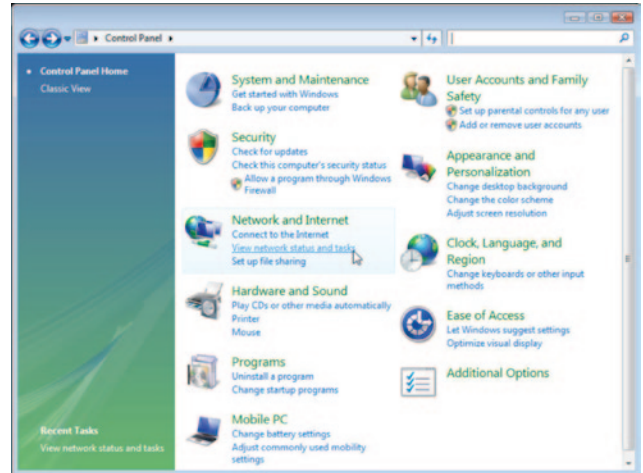 Control Panel
Control Panel Home
Classic View
System and Maintenance
Get started with Windows
Back up your computer
Security
Check for updates
Check this computer's security status
Allow a program through Windows
Firewall
Network and Internet
Connect to the Internet
View network status and tasks
Set up file sharing
Hardware and Sound
Play CDs or other media automatically
Printer
Mouse
Programs
Uninstall a program
Change startup programs
Mobile PC
Change battery settings
Adjust commonly used mobility
settings
User Accounts and Family
Safety
Set up parental controls for any user
Add or remove user accounts
Appearance and
Personalization
Change desktop background
Change the color scheme
Adjust screen resolution
Clock, Language, and
Region
Change keyboards or other input
methods
Ease of Access
Let Windows suggest settings
Optimize visual display
Additional Options
Recent Tasks
View network status and tasks